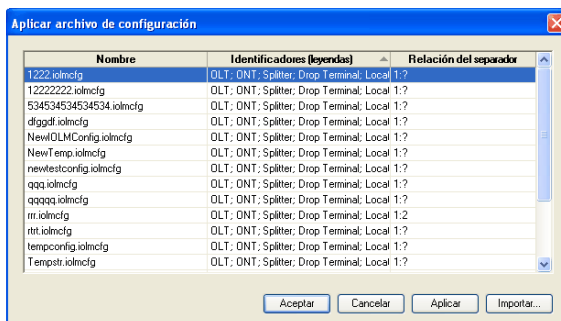 Aplicar archivo de configuración
Nombre Identificadores (leyendas) Relación del separador
1222.iolmcfg OLT; ONT; Splitter; Drop Terminal; Local 1:?
12222222.iolmcfg OLT; ONT; Splitter; Drop Terminal; Local 1:?
534534534534534.iolmcfg OLT; ONT; Splitter; Drop Terminal; Local 1:?
dfggdf.iolmcfg OLT; ONT; Splitter; Drop Terminal; Local 1:?
NewIOLMConfig.iolmcfg OLT; ONT; Splitter; Drop Terminal; Local 1:?
NewTemp.iolmcfg OLT; ONT; Splitter; Drop Terminal; Local 1:?
newtestconfig.iolmcfg OLT; ONT; Splitter; Drop Terminal; Local 1:?
qqq.iolmcfg OLT; ONT; Splitter; Drop Terminal; Local 1:?
qqqqq.iolmcfg OLT; ONT; Splitter; Drop Terminal; Local 1:?
rrr.iolmcfg OLT; ONT; Splitter; Drop Terminal; Local 1:2
rtrt.iolmcfg OLT; ONT; Splitter; Drop Terminal; Local 1:?
tempconfig.iolmcfg OLT; ONT; Splitter; Drop Terminal; Local 1:?
Tempstr.iolmcfg OLT; ONT; Splitter; Drop Terminal; Local 1:?
Aceptar Cancelar Aplicar Importar...